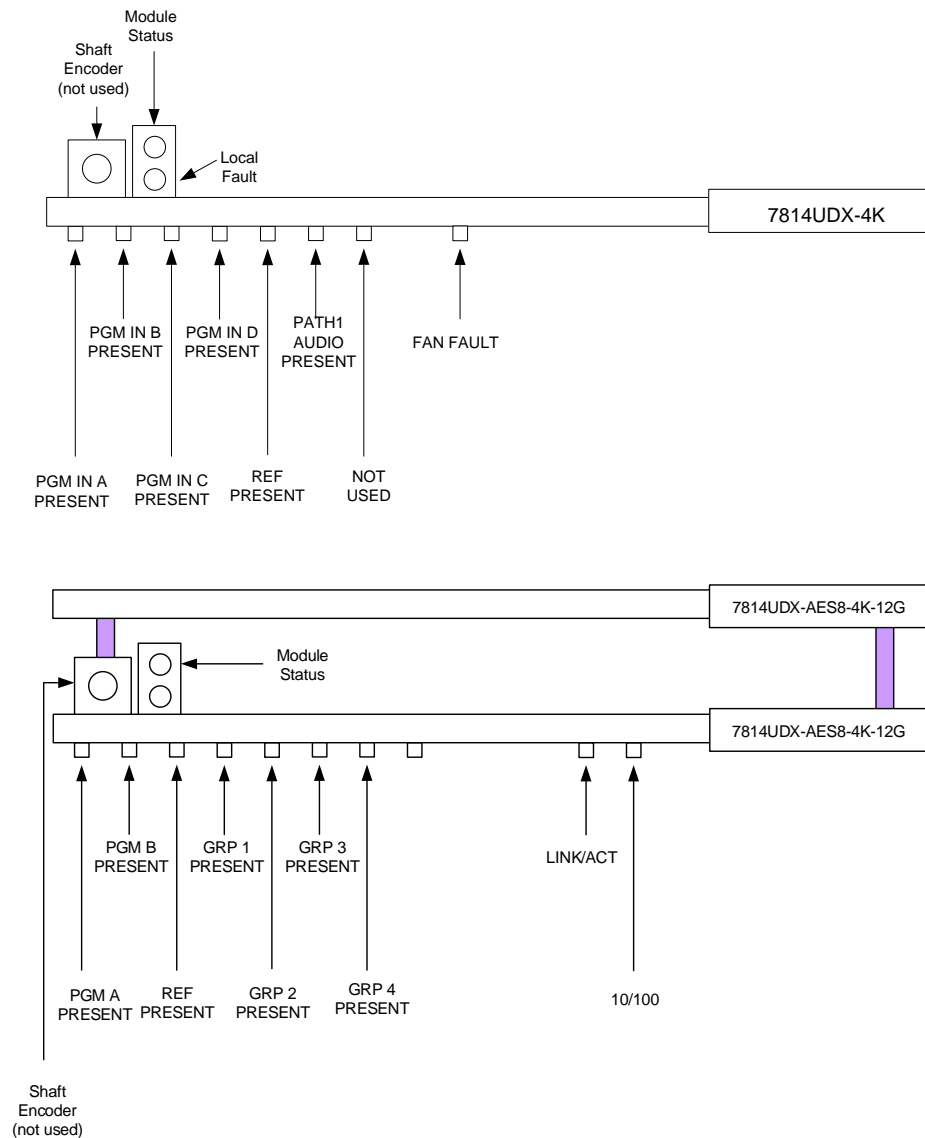 Module
Status
Shaft
Encoder
(not used)
Local
Fault
7814UDX-4K
PGM IN B
PRESENT
PGM IN D
PRESENT
PATH1
AUDIO
PRESENT
FAN FAULT
PGM IN A
PRESENT
PGM IN C
PRESENT
REF
PRESENT
NOT
USED
7814UDX-AES8-4K-12G
Module
Status
7814UDX-AES8-4K-12G
PGM B
PRESENT
GRP 1
PRESENT
GRP 3
PRESENT
LINK/ACT
PGM A
PRESENT
REF
PRESENT
GRP 2
PRESENT
GRP 4
PRESENT
10/100
Shaft
Encoder
(not used)